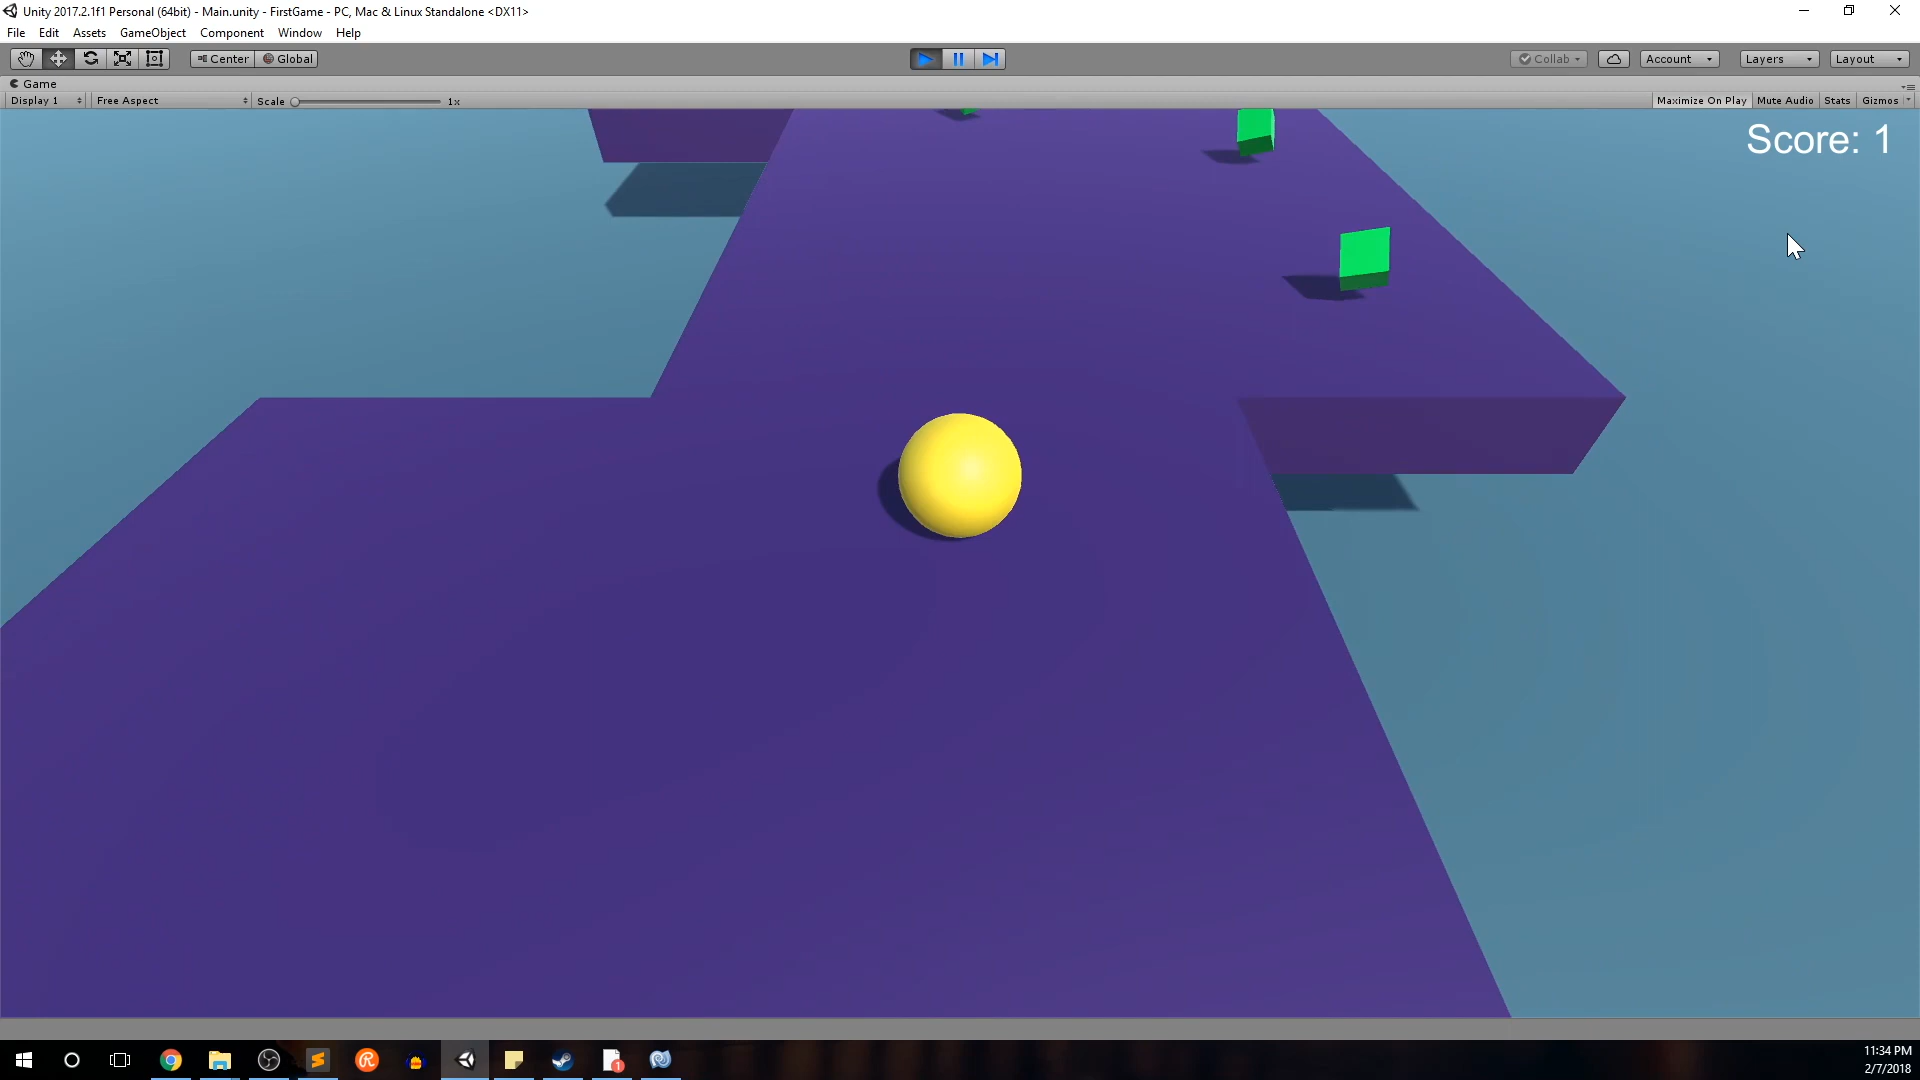 Unity 2017.2.1f1 Personal (64bit) - Main.unity - FirstGame - PC, Mac & Linux Standalone <DX11>
File Edit Assets GameObject Component Window Help
Center Global Collab Account Layers Layout
Game
Display 1 Free Aspect Scale 1x Maximize On Play Mute Audio Stats Gizmos
Score: 1
1
11:34 PM
2/7/2018